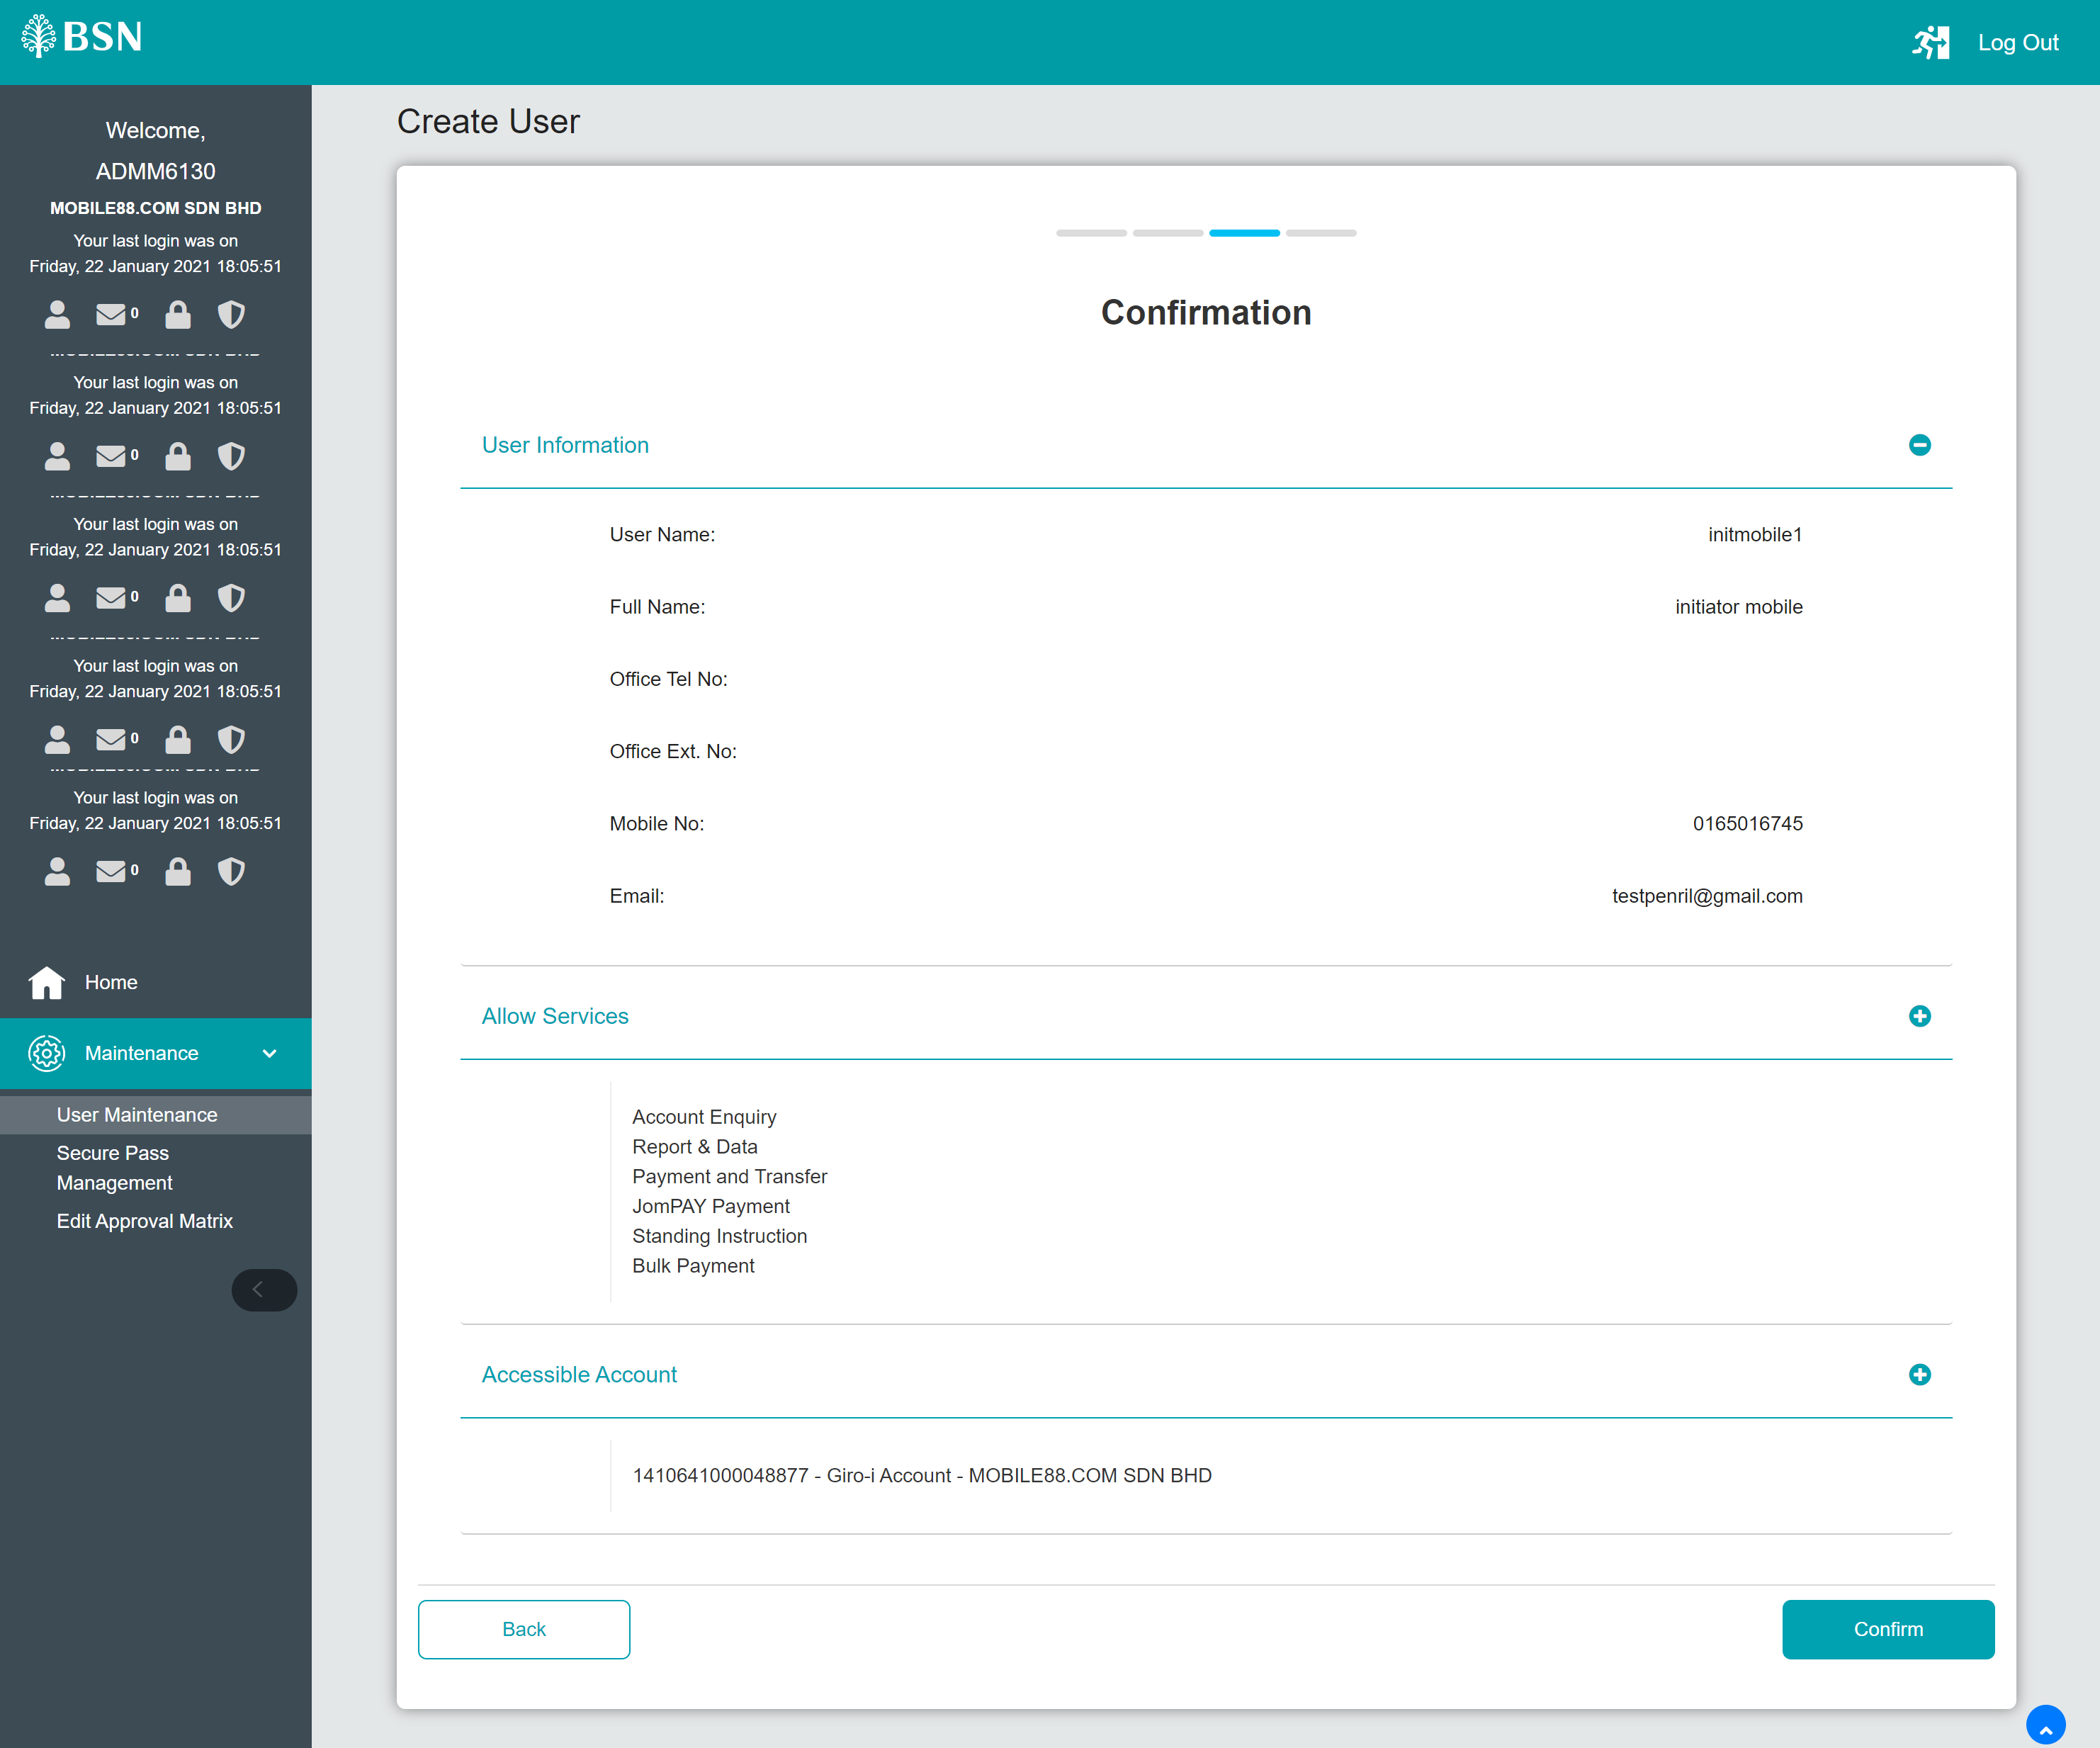 BSN
Log Out
Welcome,
ADMM6130
MOBILE88.COM SDN BHD
Your last login was on
Friday, 22 January 2021 18:05:51
0
Your last login was on
Friday, 22 January 2021 18:05:51
0
Your last login was on
Friday, 22 January 2021 18:05:51
0
Your last login was on
Friday, 22 January 2021 18:05:51
0
Your last login was on
Friday, 22 January 2021 18:05:51
0
Home
Maintenance
User Maintenance
Secure Pass
Management
Edit Approval Matrix
Create User
Confirmation
User Information
User Name: initmobile1
Full Name: initiator mobile
Office Tel No:
Office Ext. No:
Mobile No: 0165016745
Email: testpenril@gmail.com
Allow Services
Account Enquiry
Report & Data
Payment and Transfer
JomPAY Payment
Standing Instruction
Bulk Payment
Accessible Account
1410641000048877 - Giro-i Account - MOBILE88.COM SDN BHD
Back
Confirm